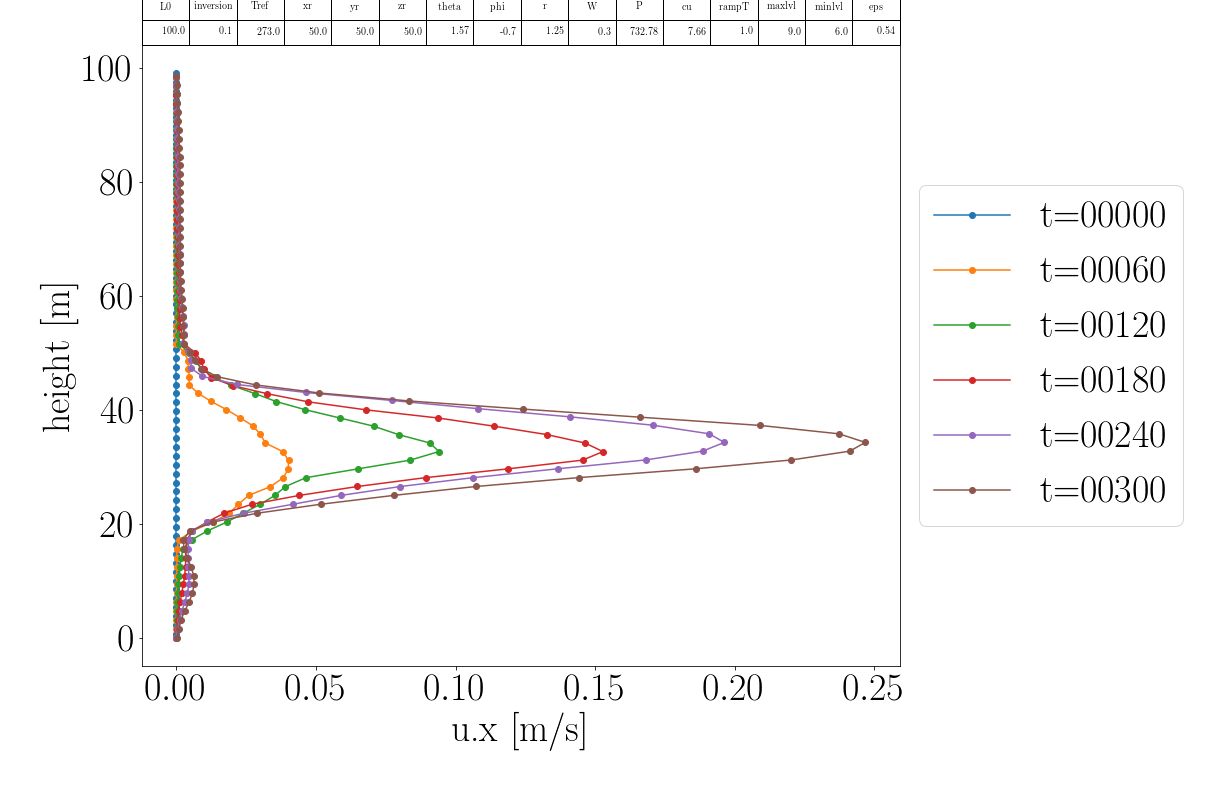 L0 inversion Tref xr yr zr theta phi r W P cu rampT maxlvl minlvl eps
100.0 0.1 273.0 50.0 50.0 50.0 1.57 -0.7 1.25 0.3 732.78 7.66 1.0 9.0 6.0 0.54
100
80
60
40
20
0
height [m]
0.00 0.05 0.10 0.15 0.20 0.25
u.x [m/s]
t=00000
t=00060
t=00120
t=00180
t=00240
t=00300